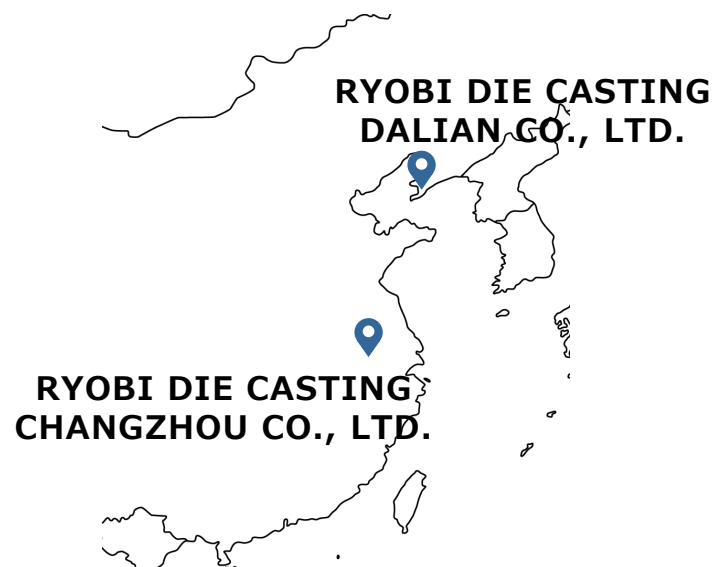 RYOBI DIE CASTING
DALIAN CO., LTD.
RYOBI DIE CASTING
CHANGZHOU CO., LTD.